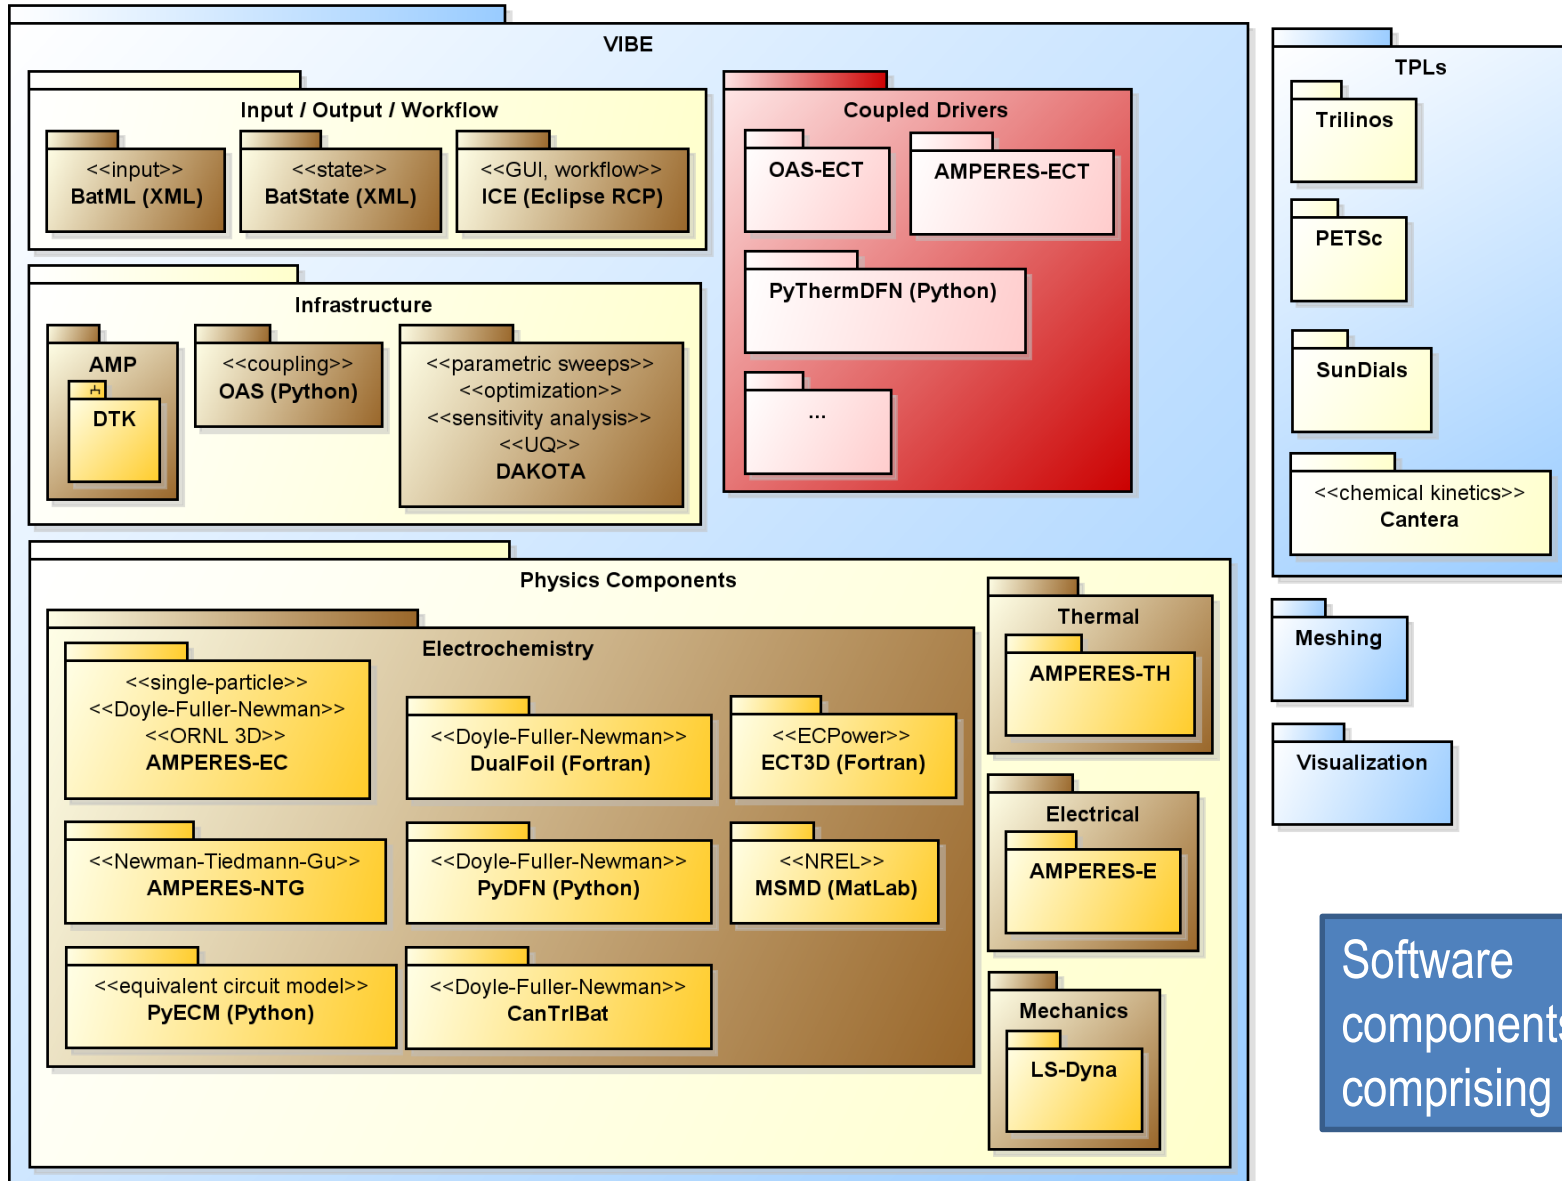 VIBE
Input / Output / Workflow
<<input>>
BatML (XML)
<<state>>
BatState (XML)
<<GUI, workflow>>
ICE (Eclipse RCP)
Infrastructure
AMP
DTK
<<coupling>>
OAS (Python)
<<parametric sweeps>>
<<optimization>>
<<sensitivity analysis>>
<<UQ>>
DAKOTA
Coupled Drivers
OAS-ECT
AMPERES-ECT
PyThermDFN (Python)
...
Physics Components
Electrochemistry
<<single-particle>>
<<Doyle-Fuller-Newman>>
<<ORNL 3D>>
AMPERES-EC
<<Doyle-Fuller-Newman>>
DualFoil (Fortran)
<<ECPower>>
ECT3D (Fortran)
<<Newman-Tiedmann-Gu>>
AMPERES-NTG
<<Doyle-Fuller-Newman>>
PyDFN (Python)
<<NREL>>
MSMD (MatLab)
<<equivalent circuit model>>
PyECM (Python)
<<Doyle-Fuller-Newman>>
CanTrIBat
Thermal
AMPERES-TH
Electrical
AMPERES-E
Mechanics
LS-Dyna
TPLs
Trilinos
PETSc
SunDials
<<chemical kinetics>>
Cantera
Meshing
Visualization
Software
components
comprising